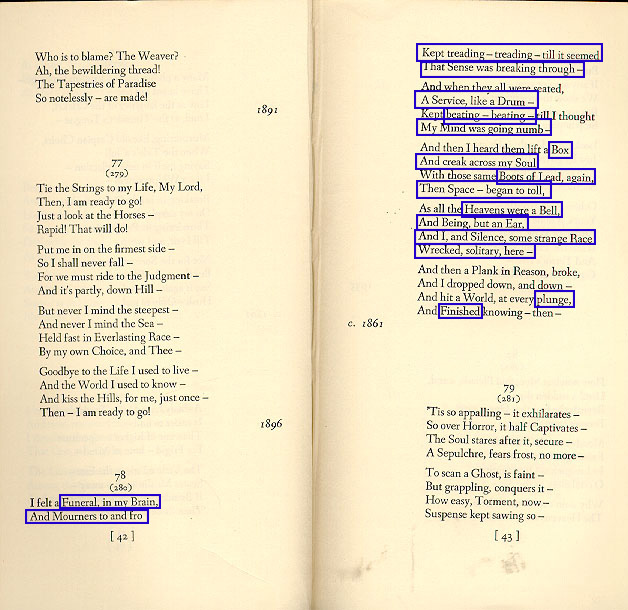 Who is to blame? The Weaver?
Ah, the bewildering thread!
The Tapestries of Paradise
So notelessly – are made!
1891
77
(279)
Tie the Strings to my Life, My Lord,
Then, I am ready to go!
Just a look at the Horses –
Rapid! That will do!
Put me in on the firmest side –
So I shall never fall –
For we must ride to the Judgment –
And it's partly, down Hill –
But never I mind the steepest –
And never I mind the Sea –
Held fast in Everlasting Race –
By my own Choice, and Thee –
Goodbye to the Life I used to live –
And the World I used to know –
And kiss the Hills, for me, just once –
Then – I am ready to go!
1896
78
(280)
I felt a Funeral, in my Brain,
And Mourners to and fro
[ 42 ]
Kept treading – treading – till it seemed
That Sense was breaking through –
And when they all were seated,
A Service, like a Drum –
Kept beating – beating – till I thought
My Mind was going numb –
And then I heard them lift a Box
And creak across my Soul
With those same Boots of Lead, again,
Then Space – began to toll,
As all the Heavens were a Bell,
And Being, but an Ear,
And I, and Silence, some strange Race
Wrecked, solitary, here –
And then a Plank in Reason, broke,
And I dropped down, and down –
And hit a World, at every plunge,
And Finished knowing – then –
c. 1861
79
(281)
'Tis so appalling – it exhilarates –
So over Horror, it half Captivates –
The Soul stares after it, secure –
A Sepulchre, fears frost, no more –
To scan a Ghost, is faint –
But grappling, conquers it –
How easy, Torment, now –
Suspense kept sawing so –
[ 43 ]